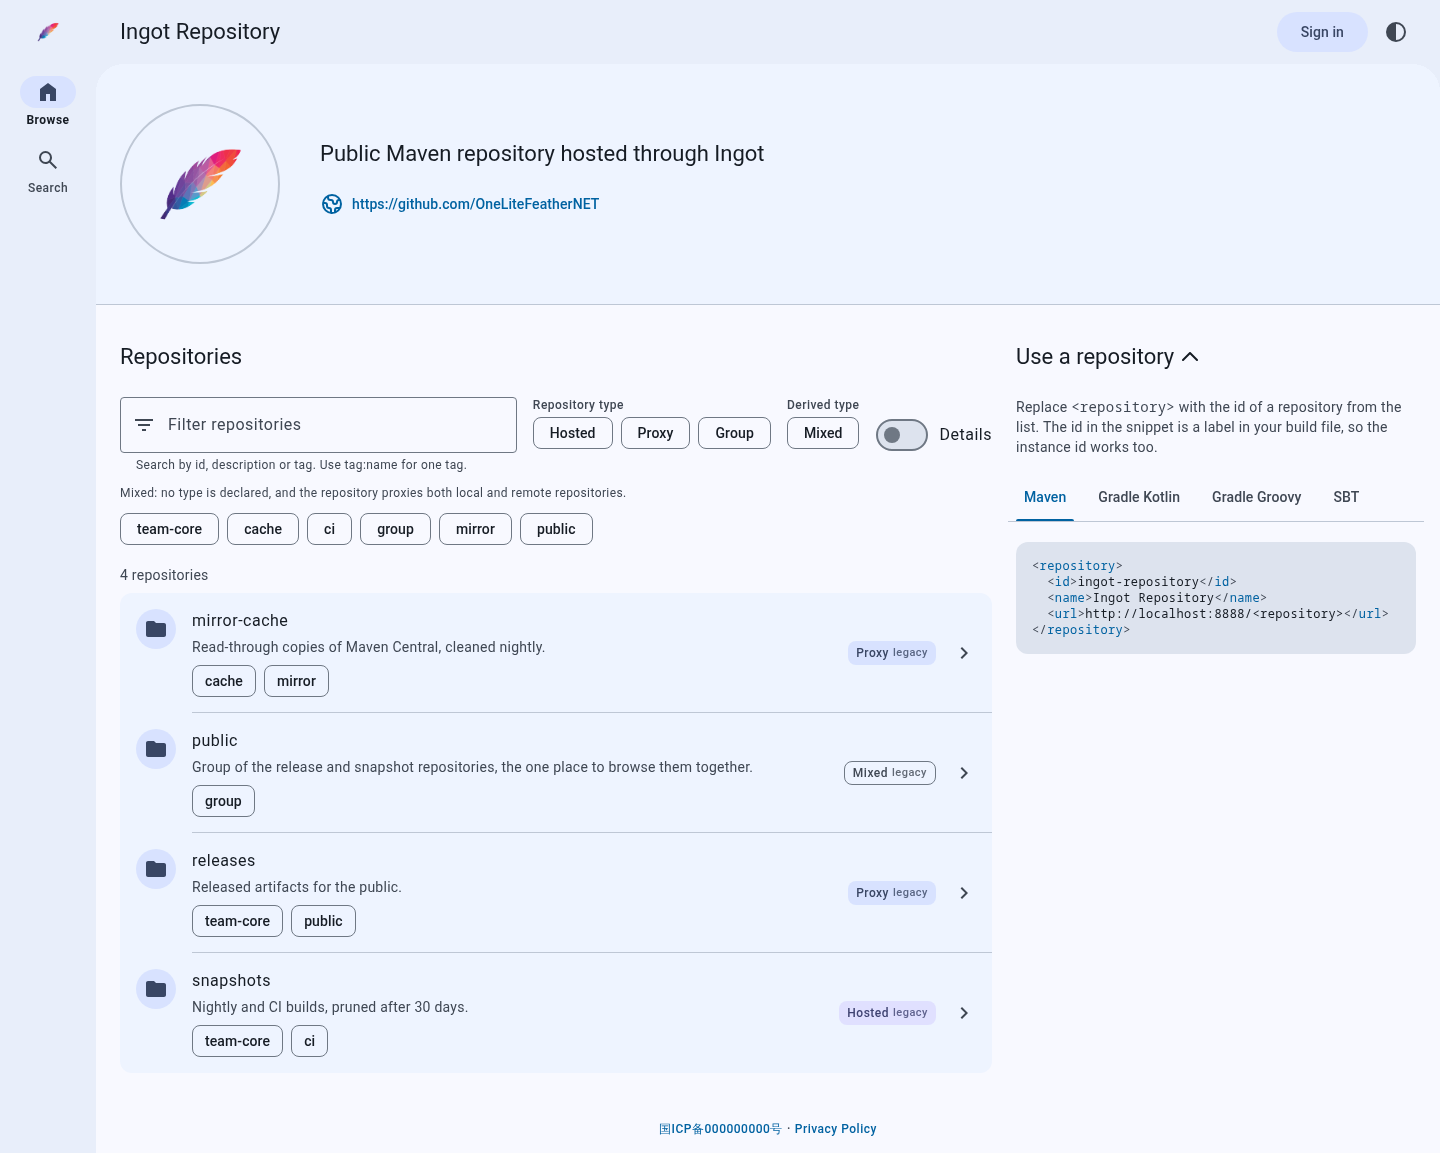 Ingot Repository
Sign in
Browse
Search
Public Maven repository hosted through Ingot
https://github.com/OneLiteFeatherNET
Repositories
Filter repositories
Search by id, description or tag. Use tag:name for one tag.
Repository type
Hosted Proxy Group
Derived type
Mixed
Details
Mixed: no type is declared, and the repository proxies both local and remote repositories.
team-core cache ci group mirror public
4 repositories
mirror-cache
Read-through copies of Maven Central, cleaned nightly.
cache mirror
Proxy legacy
public
Group of the release and snapshot repositories, the one place to browse them together.
group
Mixed legacy
releases
Released artifacts for the public.
team-core public
Proxy legacy
snapshots
Nightly and CI builds, pruned after 30 days.
team-core ci
Hosted legacy
Use a repository
Replace <repository> with the id of a repository from the
list. The id in the snippet is a label in your build file, so the
instance id works too.
Maven Gradle Kotlin Gradle Groovy SBT
<repository>
  <id>ingot-repository</id>
  <name>Ingot Repository</name>
  <url>http://localhost:8888/<repository></url>
</repository>
国ICP备000000000号 · Privacy Policy